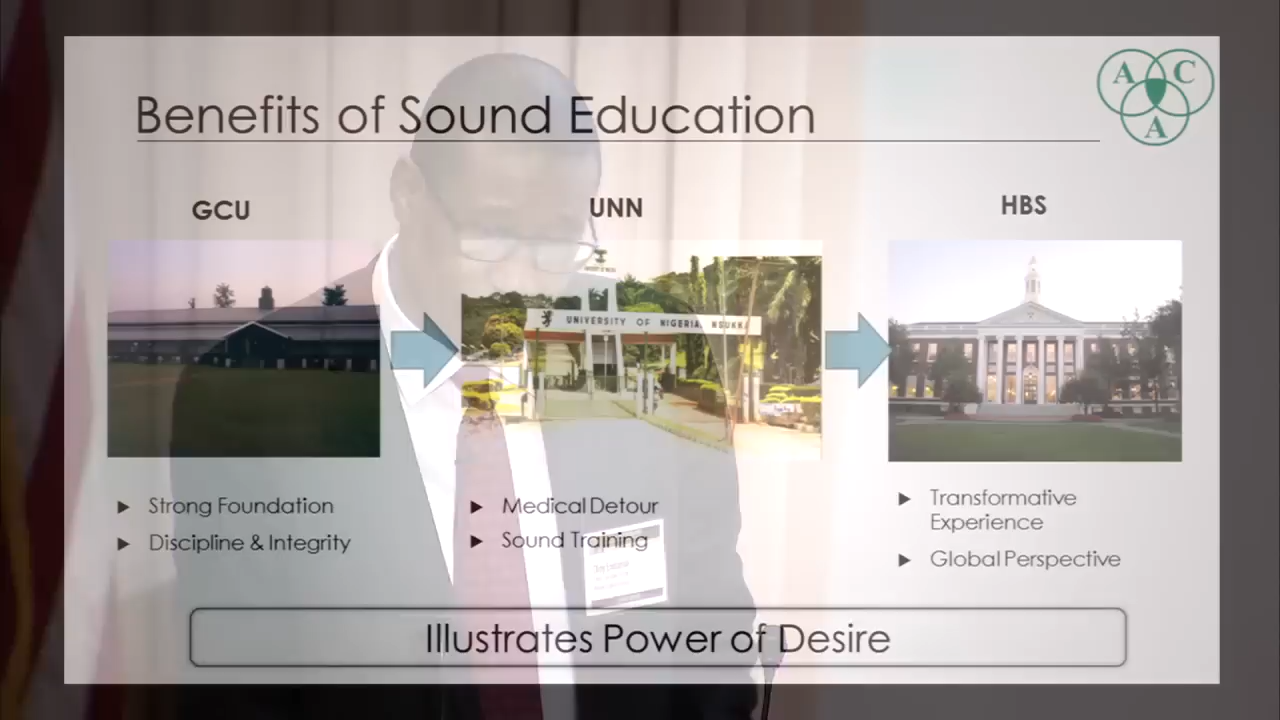 A C
A
Benefits of Sound Education
GCU
UNN
HBS
UNIVERSITY OF NIGERIA NSUKKA
Strong Foundation
Discipline & Integrity
Medical Detour
Sound Training
Transformative
Experience
Global Perspective
Illustrates Power of Desire